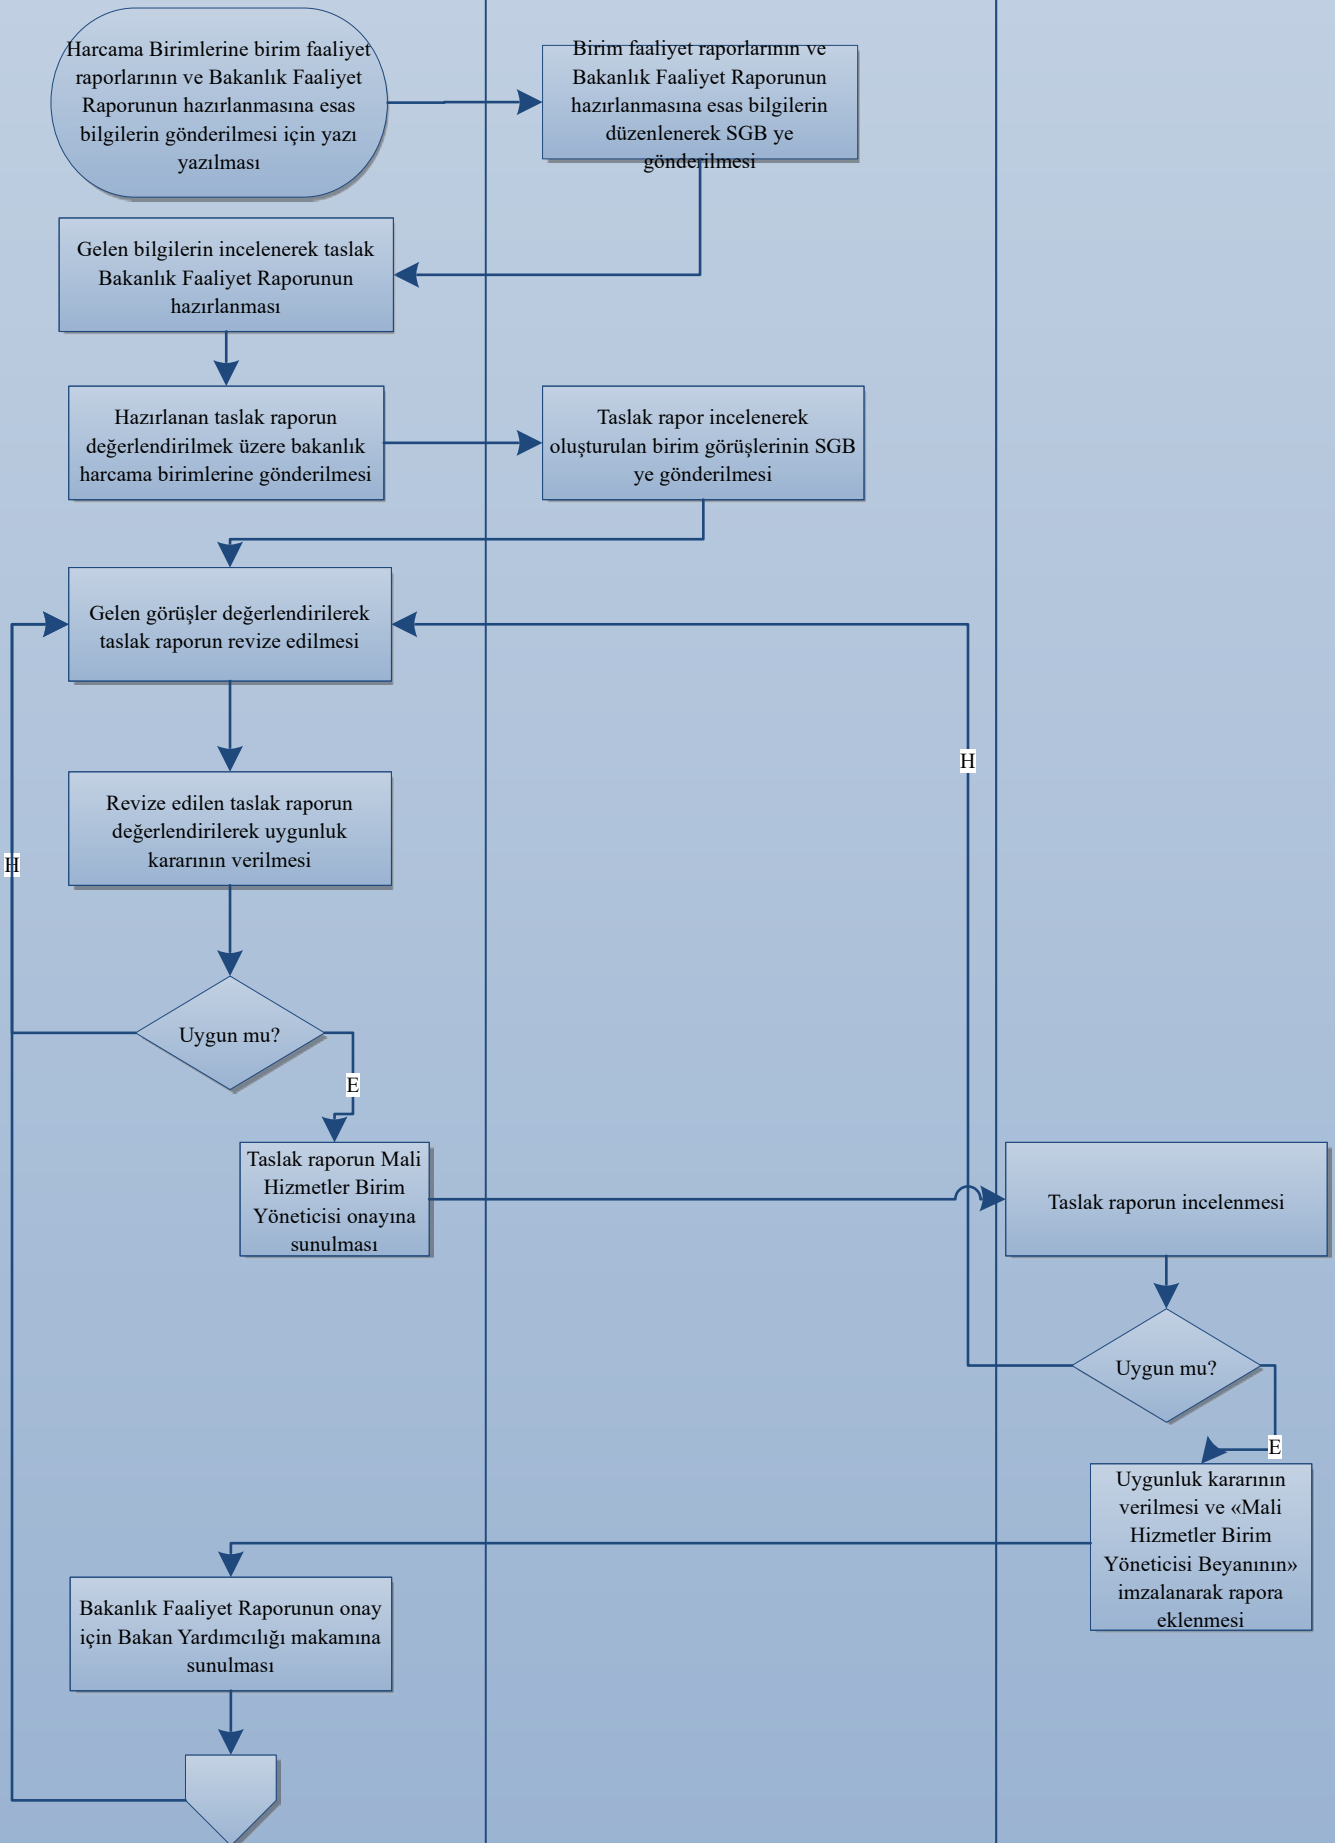 Harcama Birimlerine birim faaliyet
raporlarının ve Bakanlık Faaliyet
Raporunun hazırlanmasına esas
bilgilerin gönderilmesi için yazı
yazılması
Birim faaliyet raporlarının ve
Bakanlık Faaliyet Raporunun
hazırlanmasına esas bilgilerin
düzenlenerek SGB ye
gönderilmesi
Gelen bilgilerin incelenerek taslak
Bakanlık Faaliyet Raporunun
hazırlanması
Hazırlanan taslak raporun
değerlendirilmek üzere bakanlık
harcama birimlerine gönderilmesi
Taslak rapor incelenerek
oluşturulan birim görüşlerinin SGB
ye gönderilmesi
Gelen görüşler değerlendirilerek
taslak raporun revize edilmesi
H
Revize edilen taslak raporun
değerlendirilerek uygunluk
kararının verilmesi
H
Uygun mu?
E
Taslak raporun Mali
Hizmetler Birim
Yöneticisi onayına
sunulması
Taslak raporun incelenmesi
Uygun mu?
E
Uygunluk kararının
verilmesi ve «Mali
Hizmetler Birim
Yöneticisi Beyanının»
imzalanarak rapora
eklenmesi
Bakanlık Faaliyet Raporunun onay
için Bakan Yardımcılığı makamına
sunulması